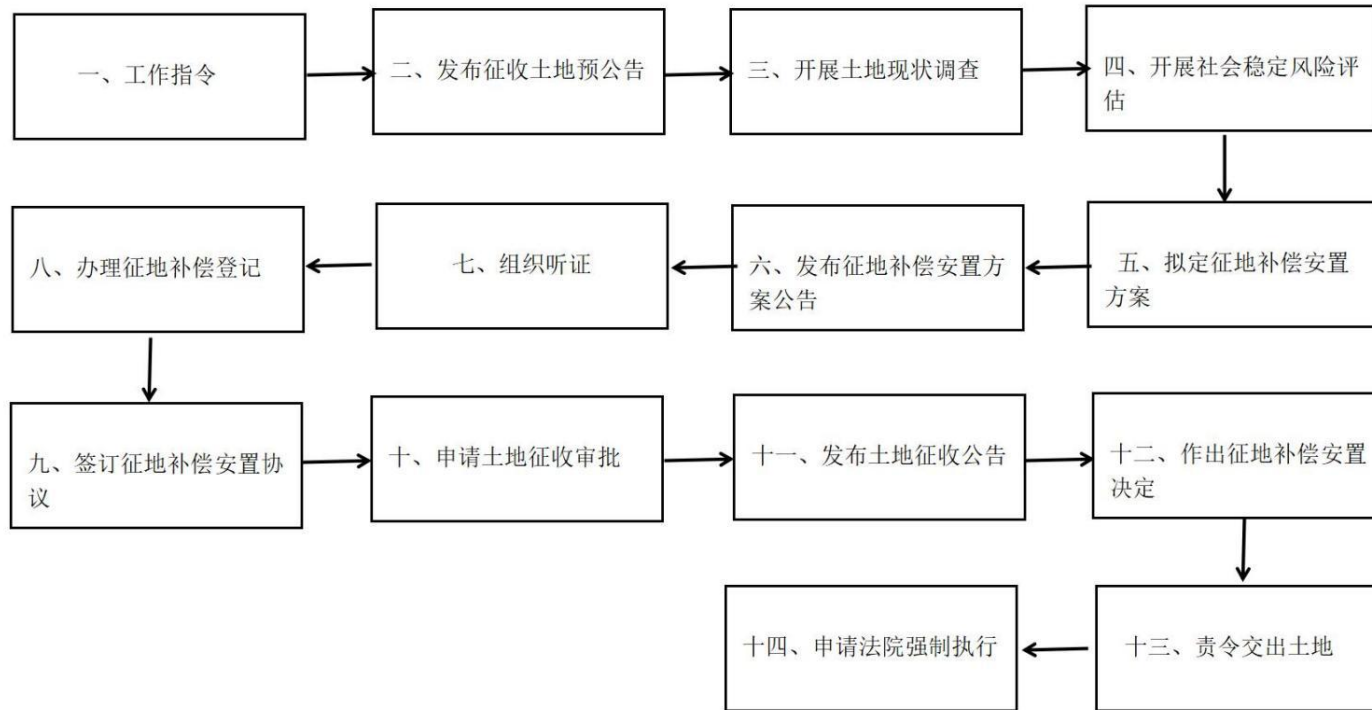 一、工作指令
二、发布征收土地预公告
三、开展土地现状调查
四、开展社会稳定风险评
估
五、拟定征地补偿安置
方案
六、发布征地补偿安置方
案公告
七、组织听证
八、办理征地补偿登记
九、签订征地补偿安置协
议
十、申请土地征收审批
十一、发布土地征收公告
十二、作出征地补偿安置
决定
十三、责令交出土地
十四、申请法院强制执行